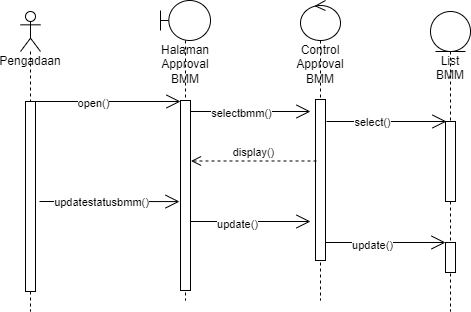 Pengadaan
Halaman
Approval
BMM
Control
Approval
BMM
List
BMM
open()
selectbmm()
select()
display()
updatestatusbmm()
update()
update()